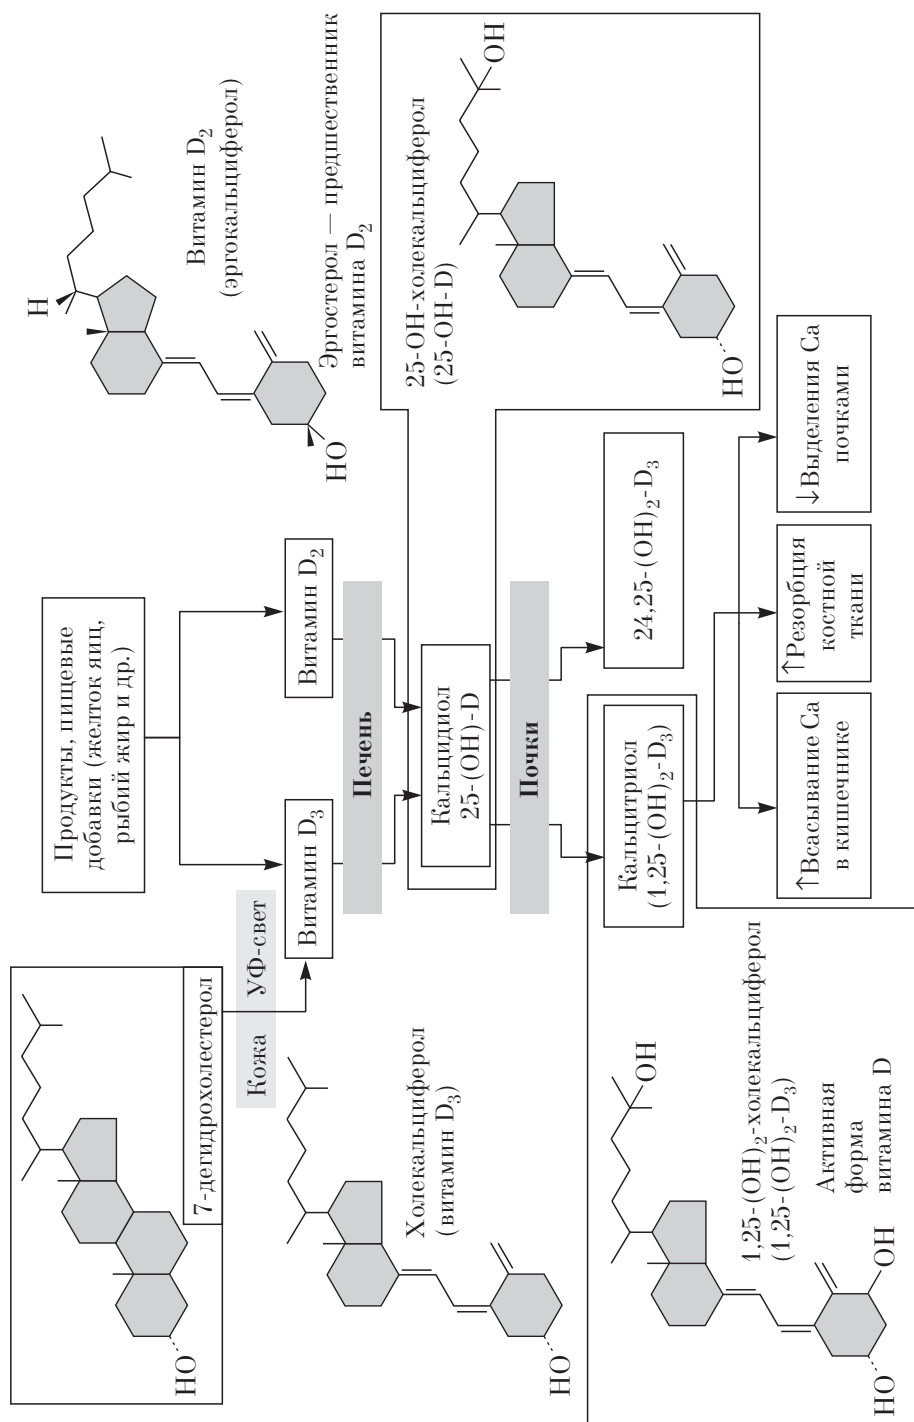 HO
7-дегидрохолестерол
Продукты, пищевые
добавки (желток яиц,
рыбий жир и др.)
H
HO
Витамин D₂
(эргокальциферол)
Эргостерол — предшественник
витамина D₂
Кожа УФ-свет
Витамин D₃
Витамин D₂
Печень
HO
Холекальциферол
(витамин D₃)
Кальцидиол
25-(OH)-D
25-OH-холекальциферол
(25-OH-D)
OH
HO
Почки
Кальцитриол
(1,25-(OH)₂-D₃)
24,25-(OH)₂-D₃
OH
HO
OH
1,25-(OH)₂-холекальциферол
(1,25-(OH)₂-D₃)
Активная
форма
витамина D
↑Всасывание Ca
в кишечнике
↑Резорбция
костной
ткани
↓Выделения Ca
почками